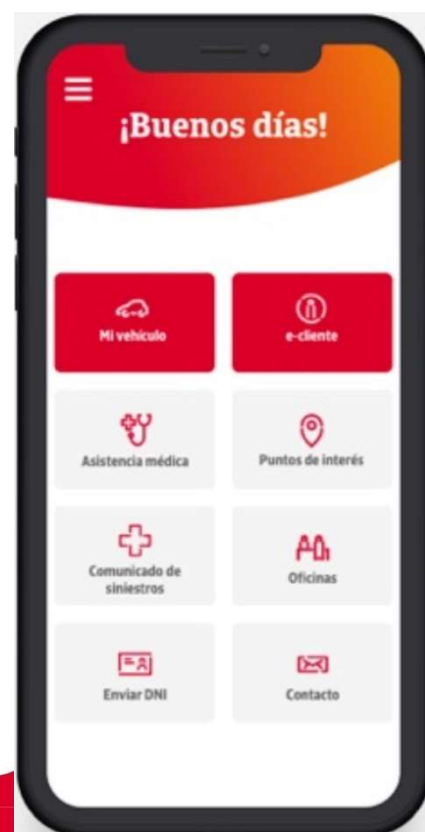 ¡Buenos días!
Mi vehículo
e-cliente
Asistencia médica
Puntos de interés
Comunicado de
siniestros
Oficinas
Enviar DNI
Contacto